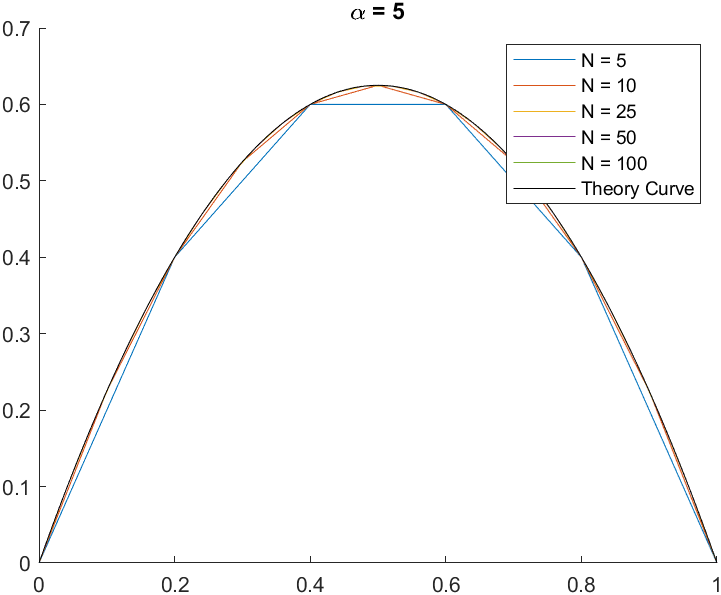 α = 5
0.7
0.6
0.5
0.4
0.3
0.2
0.1
0
N = 5
N = 10
N = 25
N = 50
N = 100
Theory Curve
0 0.2 0.4 0.6 0.8 1